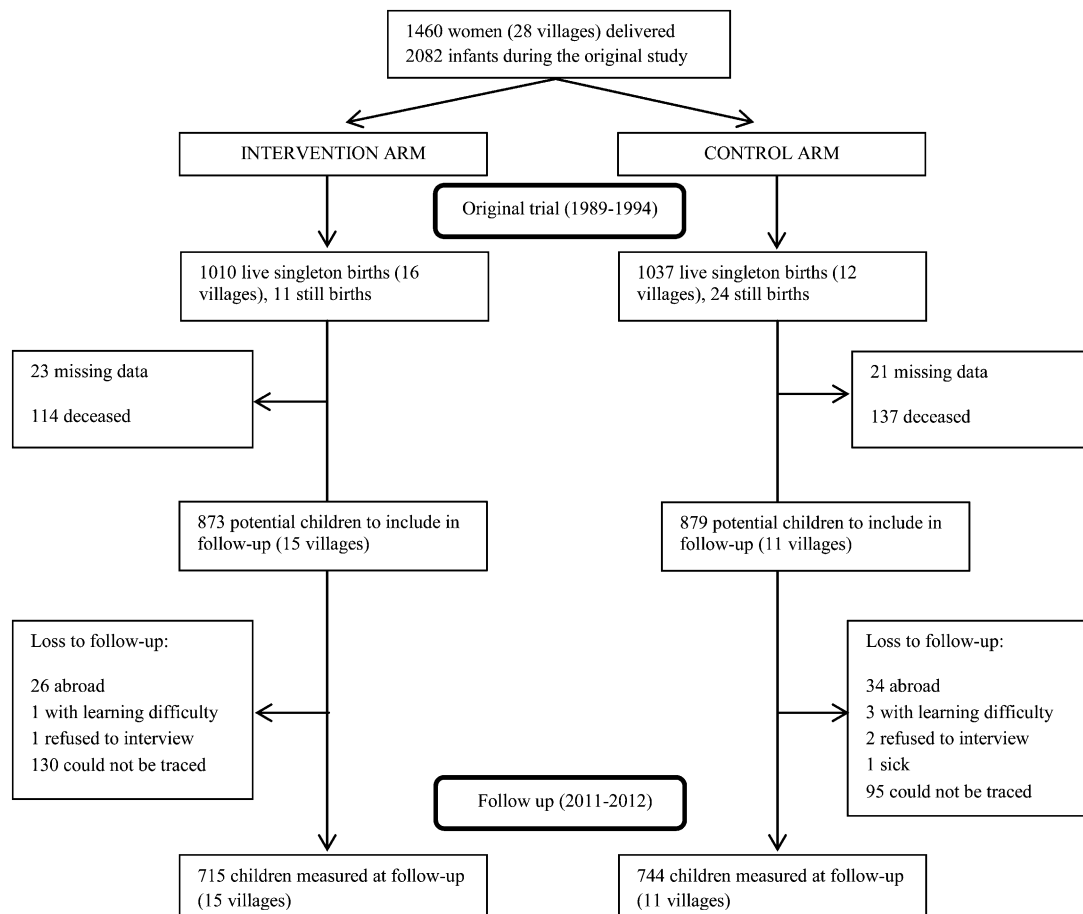 1460 women (28 villages) delivered
2082 infants during the original study
INTERVENTION ARM
CONTROL ARM
Original trial (1989-1994)
1010 live singleton births (16
villages), 11 still births
1037 live singleton births (12
villages), 24 still births
23 missing data
114 deceased
21 missing data
137 deceased
873 potential children to include in
follow-up (15 villages)
879 potential children to include in
follow-up (11 villages)
Loss to follow-up:
26 abroad
1 with learning difficulty
1 refused to interview
130 could not be traced
Loss to follow-up:
34 abroad
3 with learning difficulty
2 refused to interview
1 sick
95 could not be traced
Follow up (2011-2012)
715 children measured at follow-up
(15 villages)
744 children measured at follow-up
(11 villages)